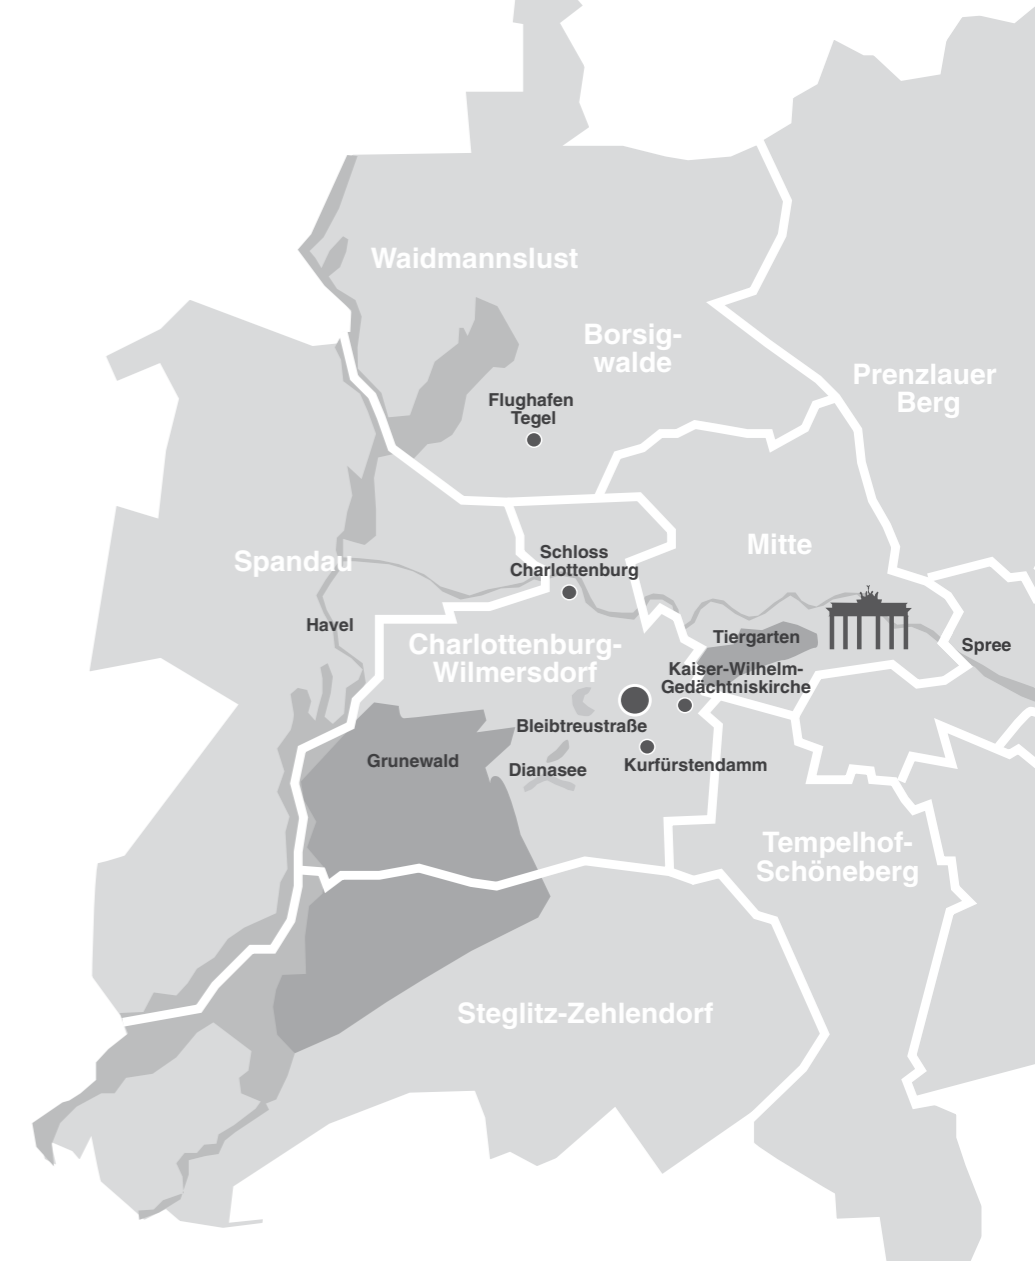 Waidmannslust
Borsig-
walde
Prenzlauer
Berg
Flughafen
Tegel
Mitte
Schloss
Charlottenburg
Spandau
Havel
Charlottenburg-
Wilmersdorf
Tiergarten
Spree
Kaiser-Wilhelm-
Gedächtniskirche
Bleibtreustraße
Grunewald
Dianasee
Kurfürstendamm
Tempelhof-
Schöneberg
Steglitz-Zehlendorf